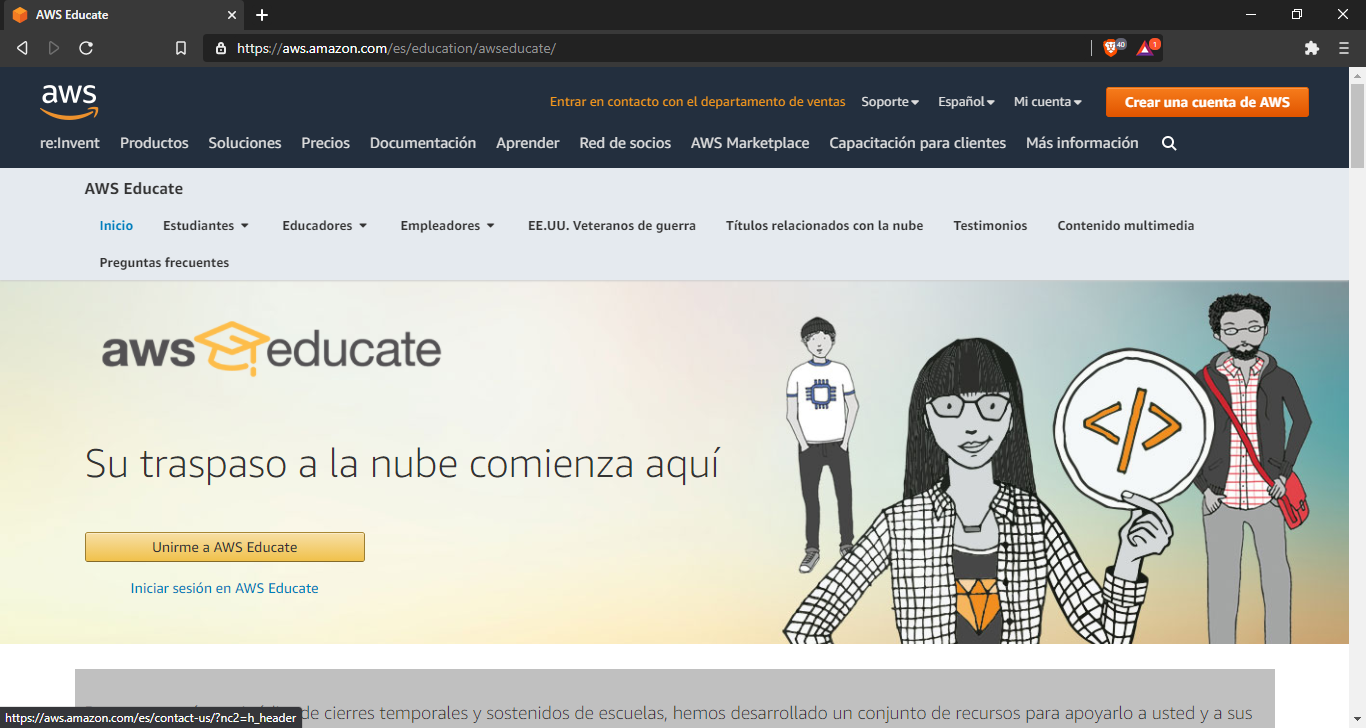 AWS Educate
https://aws.amazon.com/es/education/awseducate/
40
1
aws
Entrar en contacto con el departamento de ventas Soporte Español Mi cuenta Crear una cuenta de AWS
re:Invent Productos Soluciones Precios Documentación Aprender Red de socios AWS Marketplace Capacitación para clientes Más información
AWS Educate
Inicio Estudiantes Educadores Empleadores EE.UU. Veteranos de guerra Títulos relacionados con la nube Testimonios Contenido multimedia
Preguntas frecuentes
aws educate
</>
Su traspaso a la nube comienza aquí
Unirme a AWS Educate
Iniciar sesión en AWS Educate
de cierres temporales y sostenidos de escuelas, hemos desarrollado un conjunto de recursos para apoyarlo a usted y a sus
https://aws.amazon.com/es/contact-us/?nc2=h_header